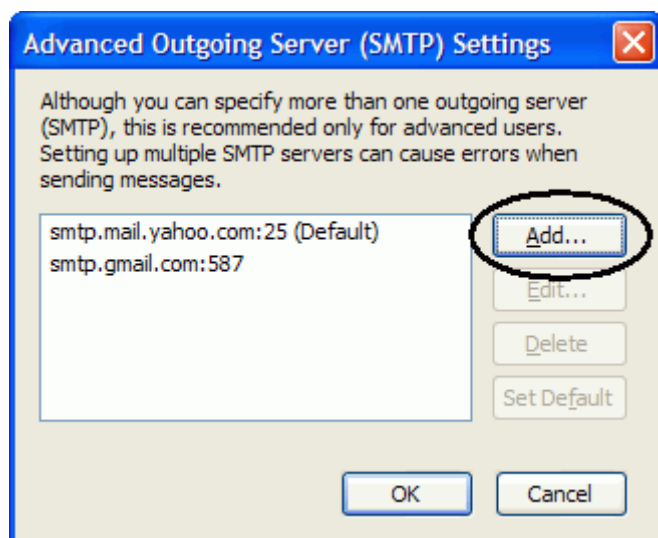 Advanced Outgoing Server (SMTP) Settings
Although you can specify more than one outgoing server
(SMTP), this is recommended only for advanced users.
Setting up multiple SMTP servers can cause errors when
sending messages.
smtp.mail.yahoo.com:25 (Default)
smtp.gmail.com:587
Add...
Edit...
Delete
Set Default
OK
Cancel